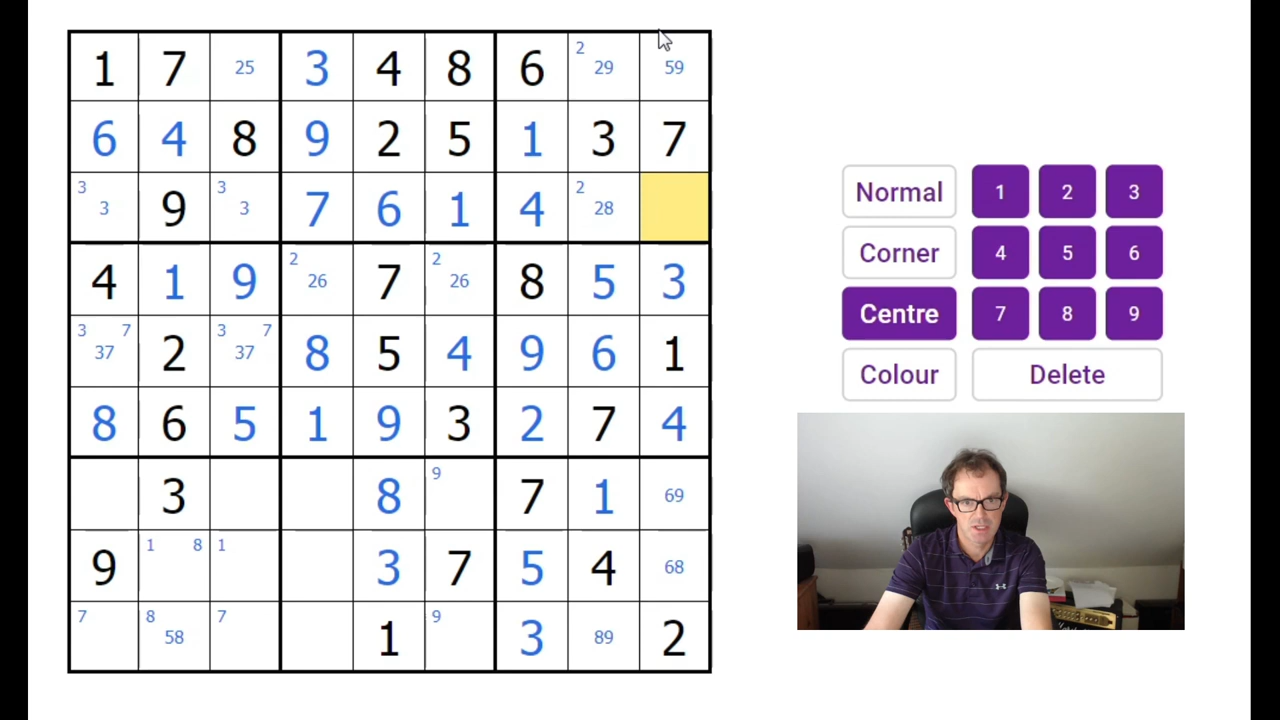 1 7 25 3 4 8 6 2 29 59
6 4 8 9 2 5 1 3 7
3 3 9 3 3 7 6 1 4 2 28
4 1 9 2 26 7 2 26 8 5 3
3 7 37 2 3 7 37 8 5 4 9 6 1
8 6 5 1 9 3 2 7 4
3 8 9 7 1 69
9 1 8 1 3 7 5 4 68
7 8 58 7 1 9 3 89 2
Normal 1 2 3
Corner 4 5 6
Centre 7 8 9
Colour Delete